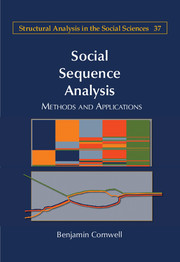 Structural Analysis in the Social Sciences 37
Social
Sequence
Analysis
METHODS AND APPLICATIONS
Benjamin Cornwell